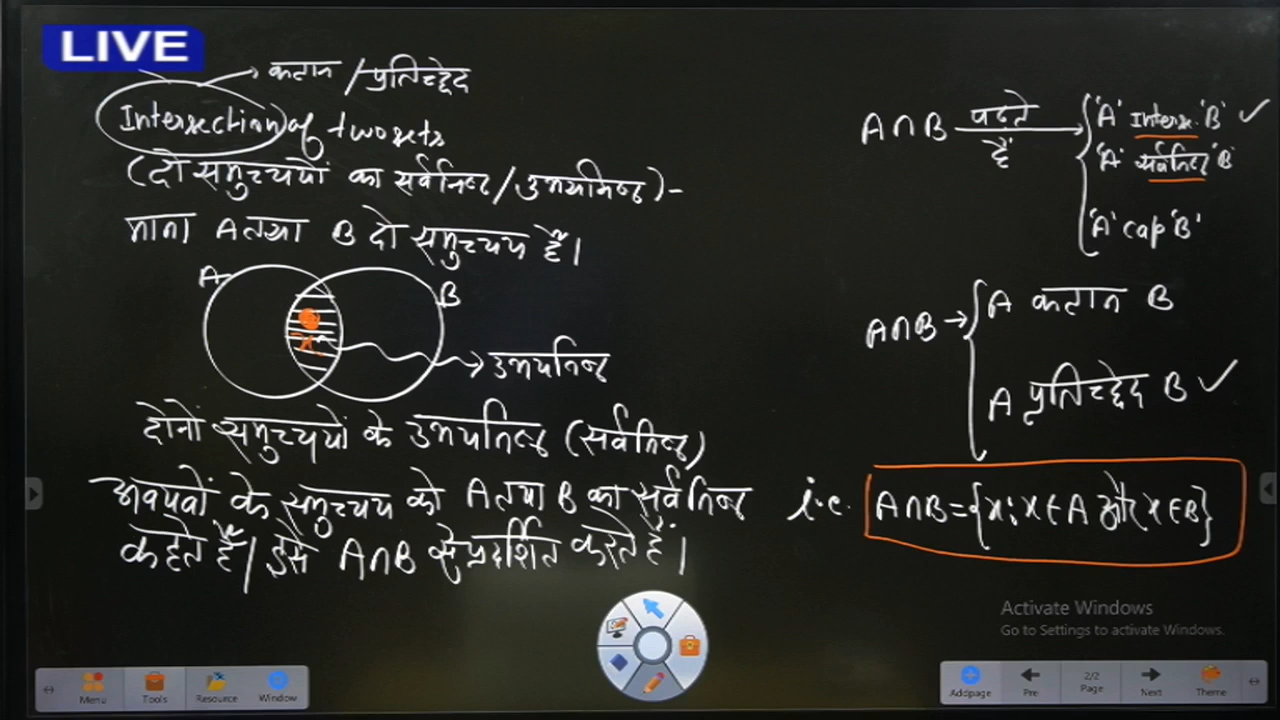 LIVE
कटान / प्रतिच्छेद
Intersection of two sets
(दो समुच्चयों का सर्वनिष्ठ / उभयनिष्ठ) -
माना A तथा B दो समुच्चय हैं।
A
B
उभयनिष्ठ
दोनों समुच्चयों के उभयनिष्ठ (सर्वनिष्ठ)
अवयवों के समुच्चय को A तथा B का सर्वनिष्ठ
कहते हैं। इसे A∩B से प्रदर्शित करते हैं।
A∩B पढ़ते हैं
'A' Interse. 'B' ✓
'A' सर्वनिष्ठ 'B'
'A' cap 'B'
A∩B →
A कटान B
A प्रतिच्छेद B ✓
i.e. A∩B = {x : x ∈ A और x ∈ B}
x
Activate Windows
Go to Settings to activate Windows.
Menu Tools Resource Window
Addpage Pre 2/2 Page Next Theme